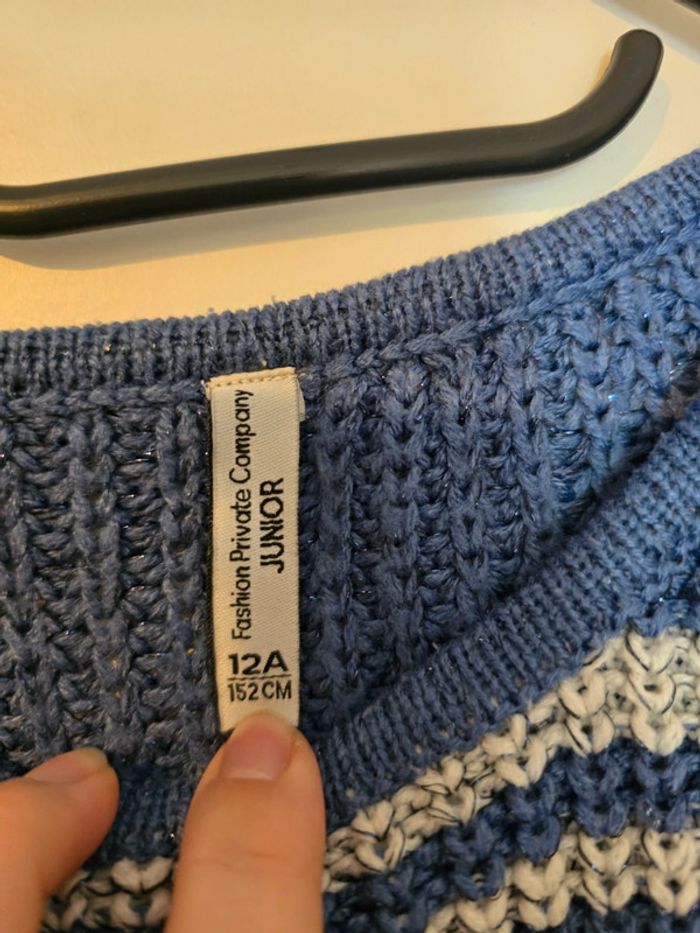 Fashion Private Company
JUNIOR
12A
152CM